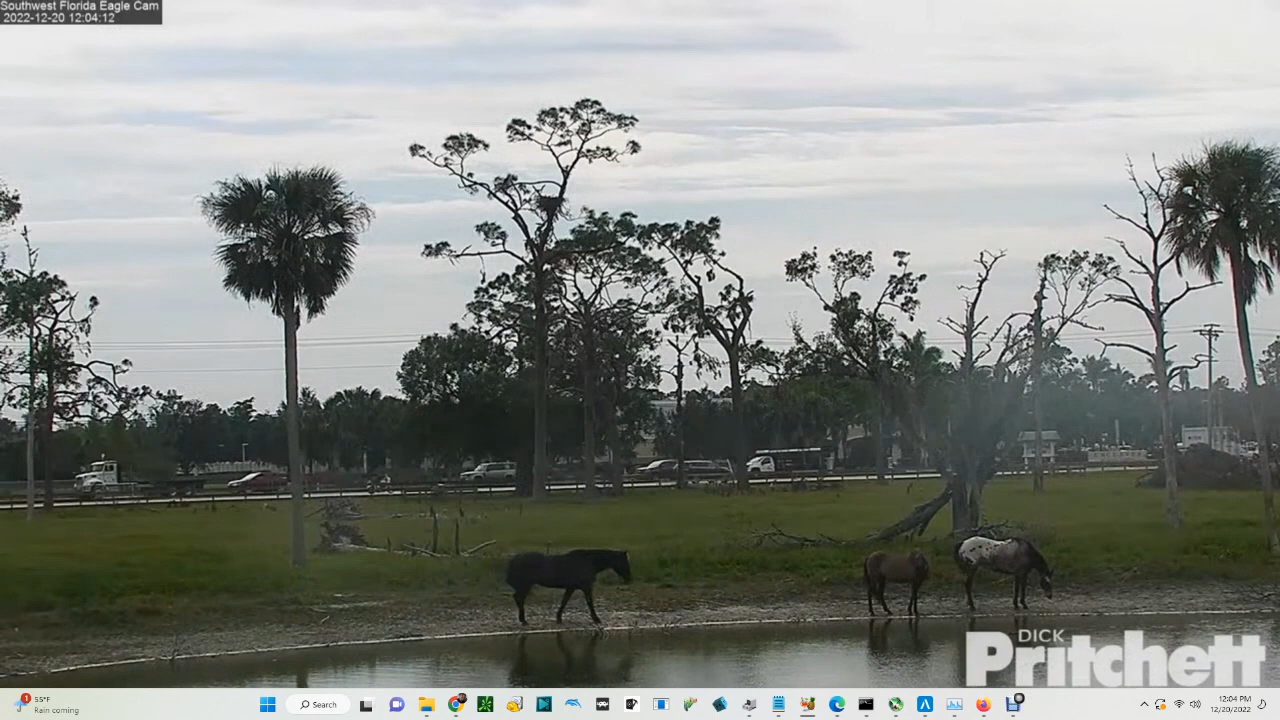 Southwest Florida Eagle Cam
2022-12-20 12:04:12
DICK
Pritchett
1
55°F
Rain coming
Search
12:04 PM
12/20/2022